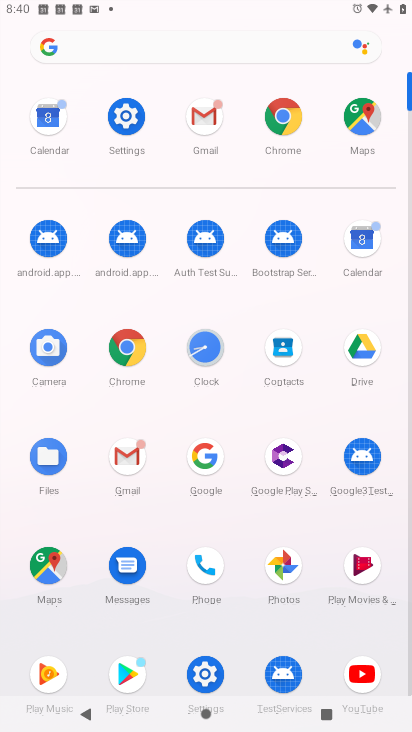 8:40
Calendar Settings Gmail Chrome Maps
android.app.... android.app.... Auth Test Su... Bootstrap Ser... Calendar
Camera Chrome Clock Contacts Drive
Files Gmail Google Google Play S... Google3Test...
Maps Messages Phone Photos Play Movies &...
Play Music Play Store Settings TestServices YouTube